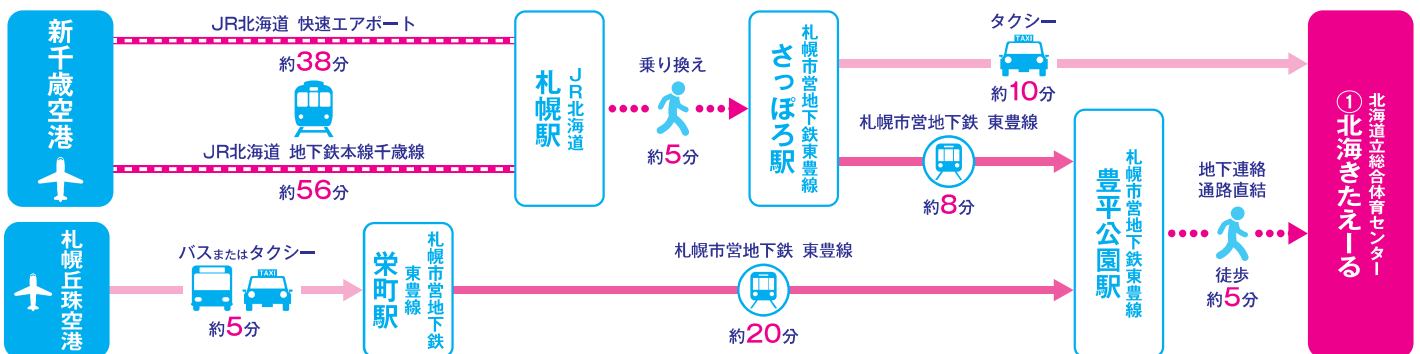 新千歳空港
JR北海道 快速エアポート
約38分
JR北海道 地下鉄本線千歳線
約56分
JR北海道
札幌駅
乗り換え
約5分
札幌市営地下鉄東豊線
さっぽろ駅
タクシー
TAXI
約10分
札幌市営地下鉄 東豊線
約8分
札幌丘珠空港
バスまたはタクシー
TAXI
約5分
札幌市営地下鉄
東豊線
栄町駅
札幌市営地下鉄 東豊線
約20分
札幌市営地下鉄東豊線
豊平公園駅
地下連絡
通路直結
徒歩
約5分
北海道立総合体育センター
①北海きたえーる